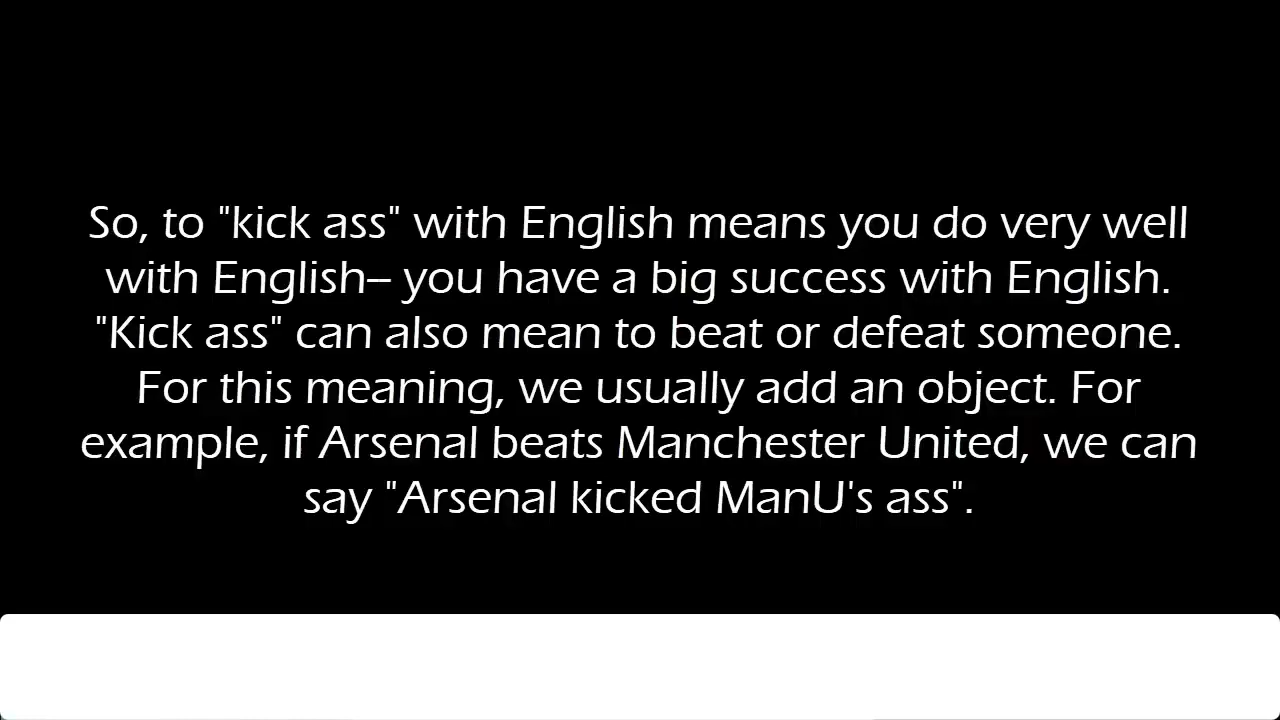 So, to "kick ass" with English means you do very well
with English– you have a big success with English.
"Kick ass" can also mean to beat or defeat someone.
For this meaning, we usually add an object. For
example, if Arsenal beats Manchester United, we can
say "Arsenal kicked ManU's ass".